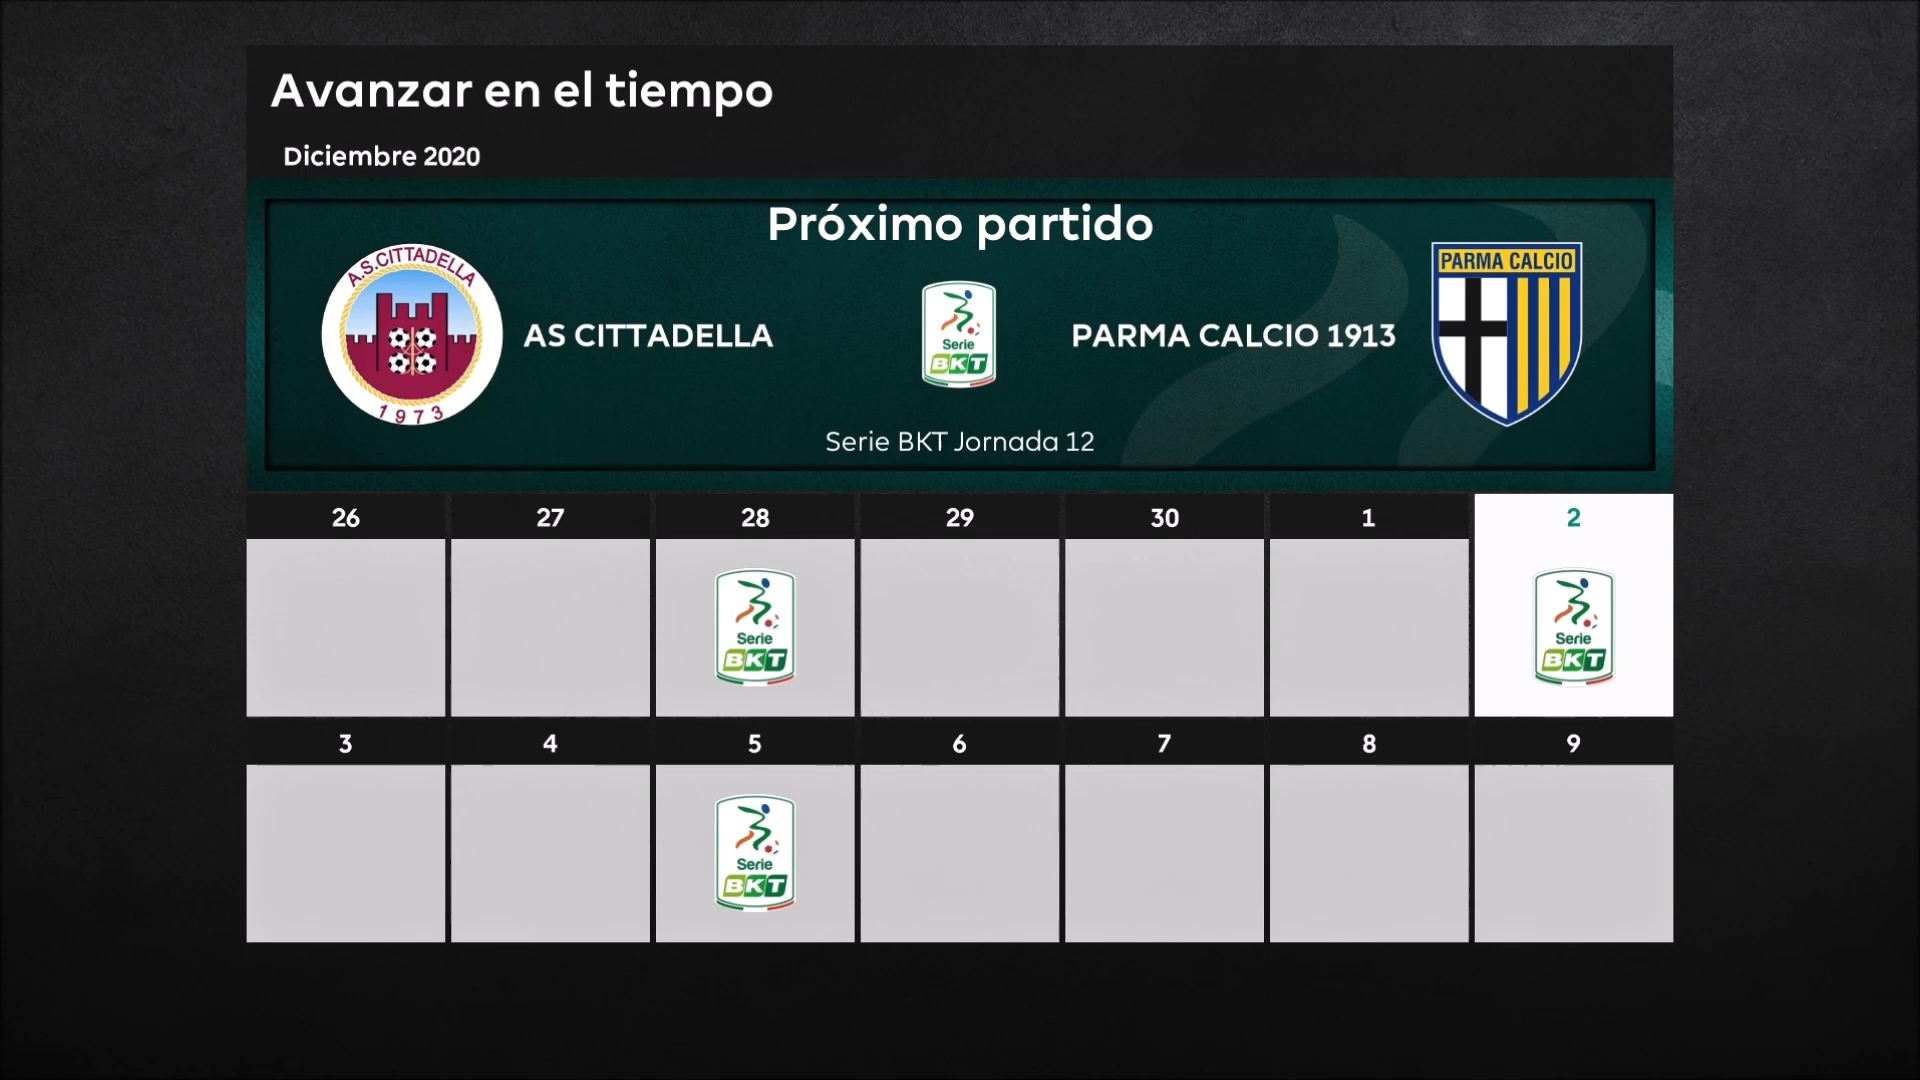 Avanzar en el tiempo
Diciembre 2020
Próximo partido
A.S.CITTADELLA
1973
AS CITTADELLA
Serie
BKT
PARMA CALCIO 1913
PARMA CALCIO
Serie BKT Jornada 12
26 27 28 29 30 1 2
Serie
BKT
Serie
BKT
3 4 5 6 7 8 9
Serie
BKT